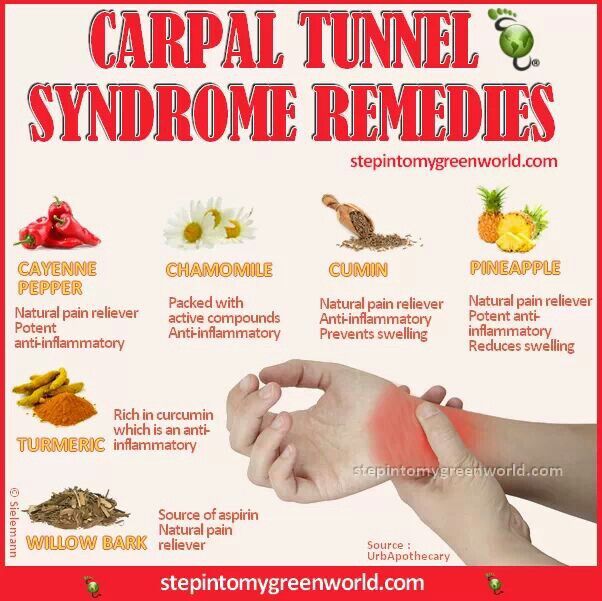 CARPAL TUNNEL
SYNDROME REMEDIES
stepintomygreenworld.com
CAYENNE
PEPPER
Natural pain reliever
Potent
anti-inflammatory
CHAMOMILE
Packed with
active compounds
Anti-inflammatory
CUMIN
Natural pain reliever
Anti-inflammatory
Prevents swelling
PINEAPPLE
Natural pain reliever
Potent anti-
inflammatory
Reduces swelling
TURMERIC
Rich in curcumin
which is an anti-
inflammatory
stepintomygreenworld.com
WILLOW BARK
Source of aspirin
Natural pain
reliever
Source :
UrbApothecary
© Sielemann
stepintomygreenworld.com